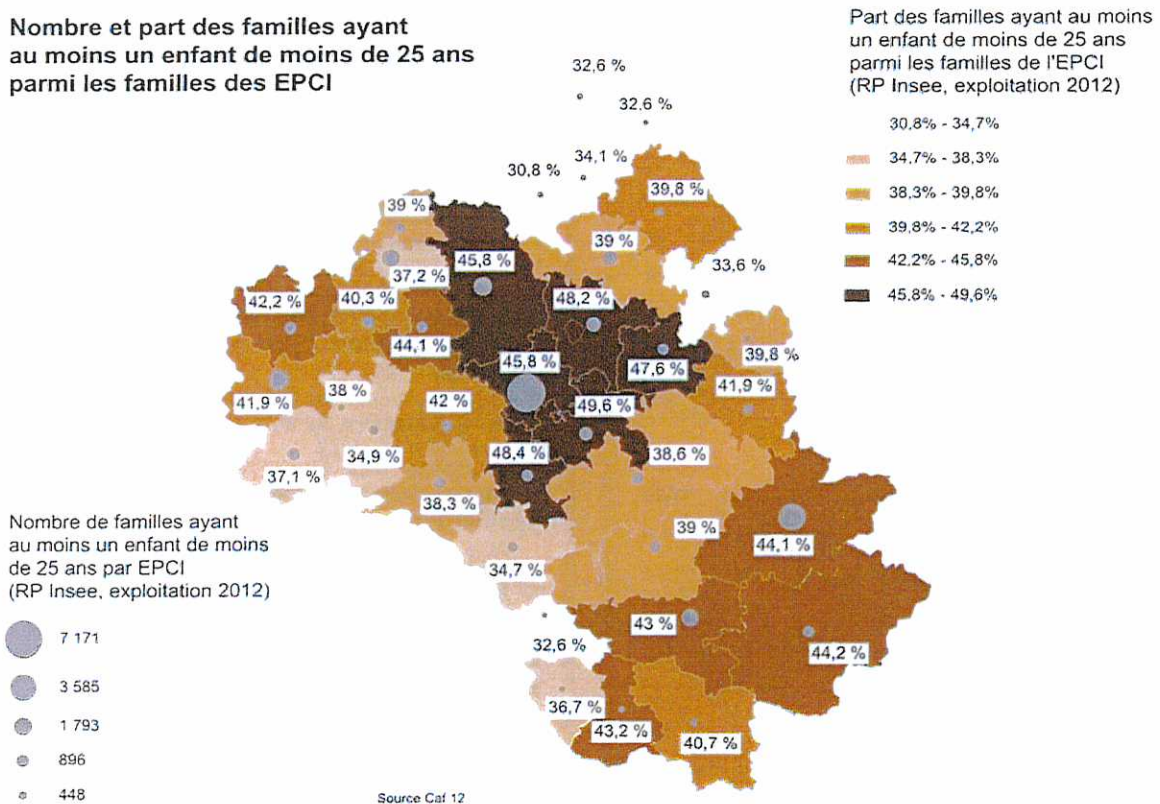 Nombre et part des familles ayant
au moins un enfant de moins de 25 ans
parmi les familles des EPCI
Part des familles ayant au moins
un enfant de moins de 25 ans
parmi les familles de l'EPCI
(RP Insee, exploitation 2012)
30,8% - 34,7%
34,7% - 38,3%
38,3% - 39,8%
39,8% - 42,2%
42,2% - 45,8%
45,8% - 49,6%
32,6 %
32,6 %
34,1 %
30,8 %
39,8 %
39 %
39 %
37,2 %
45,8 %
33,6 %
42,2 %
40,3 %
48,2 %
44,1 %
45,8 %
47,6 %
39,8 %
41,9 %
38 %
42 %
49,6 %
41,9 %
37,1 %
34,9 %
48,4 %
38,6 %
38,3 %
39 %
44,1 %
34,7 %
43 %
32,6 %
44,2 %
36,7 %
43,2 %
40,7 %
Nombre de familles ayant
au moins un enfant de moins
de 25 ans par EPCI
(RP Insee, exploitation 2012)
7 171
3 585
1 793
896
448
Source Caf 12